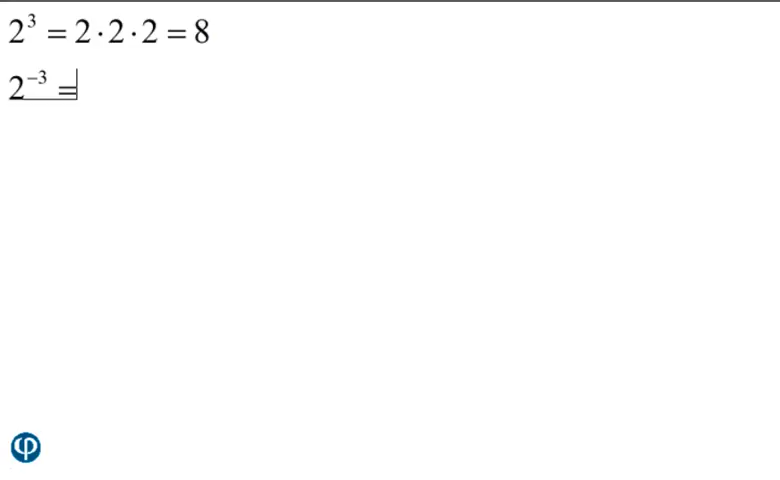 2³ = 2 · 2 · 2 = 8
2⁻³ =
φ